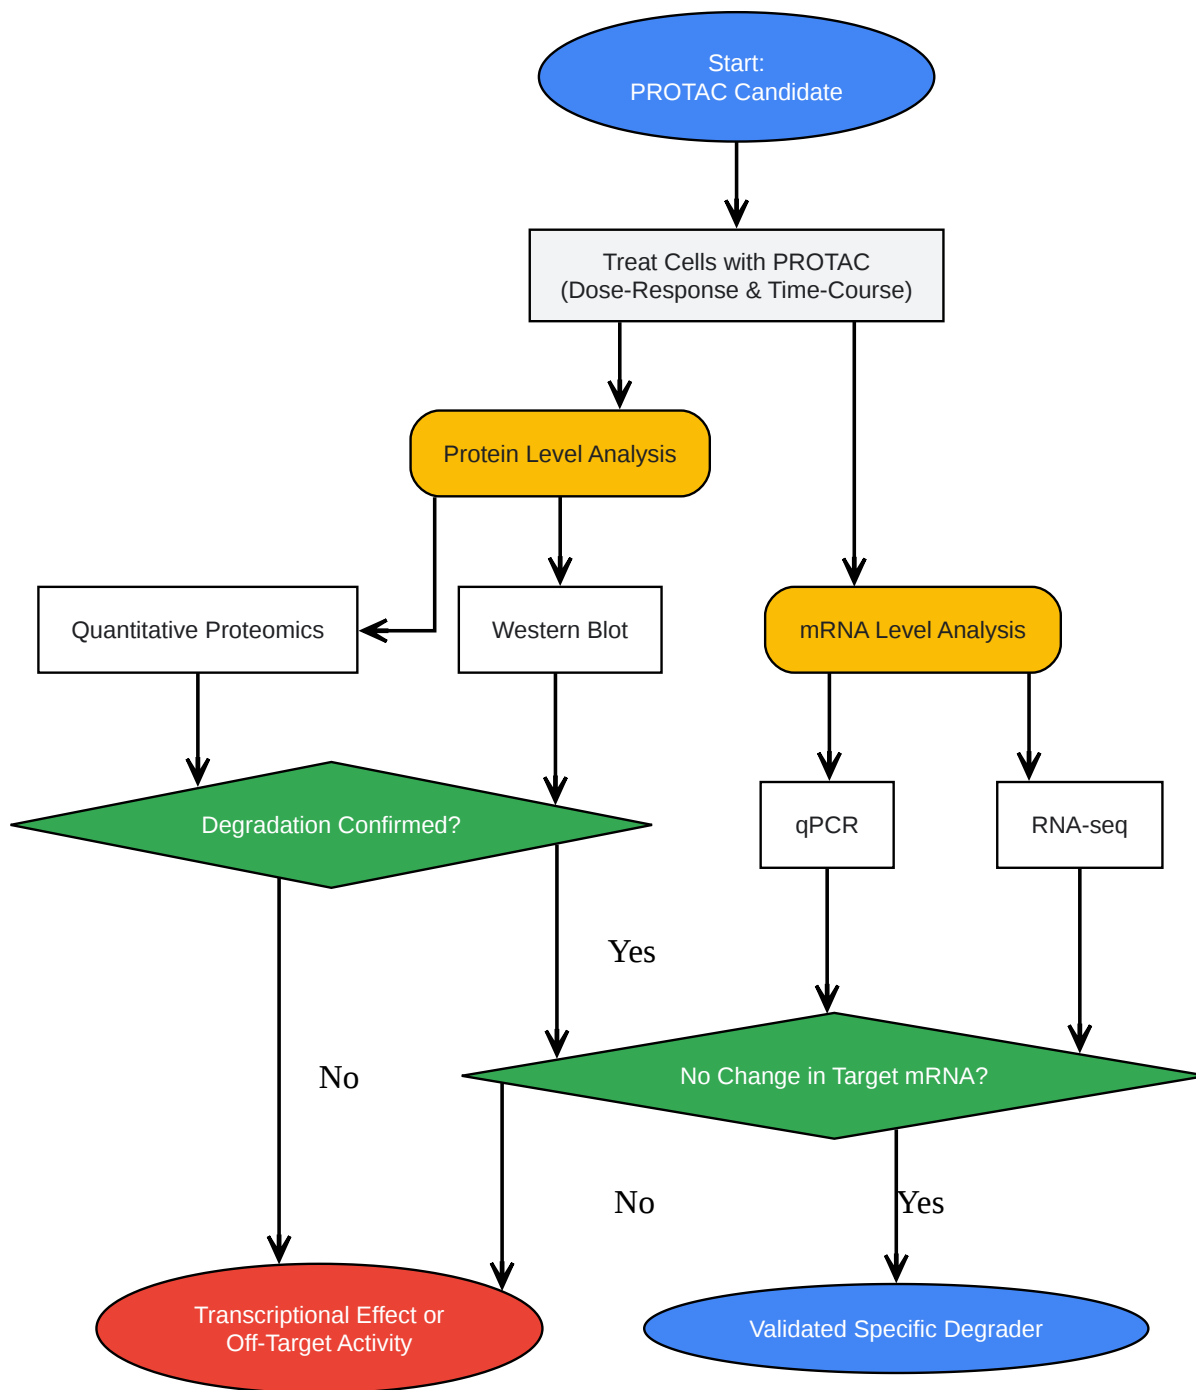 Start:
PROTAC Candidate
Treat Cells with PROTAC
(Dose-Response & Time-Course)
Protein Level Analysis
Quantitative Proteomics
Western Blot
mRNA Level Analysis
Degradation Confirmed?
qPCR
RNA-seq
Yes
No
No Change in Target mRNA?
No
Yes
Transcriptional Effect or
Off-Target Activity
Validated Specific Degrader